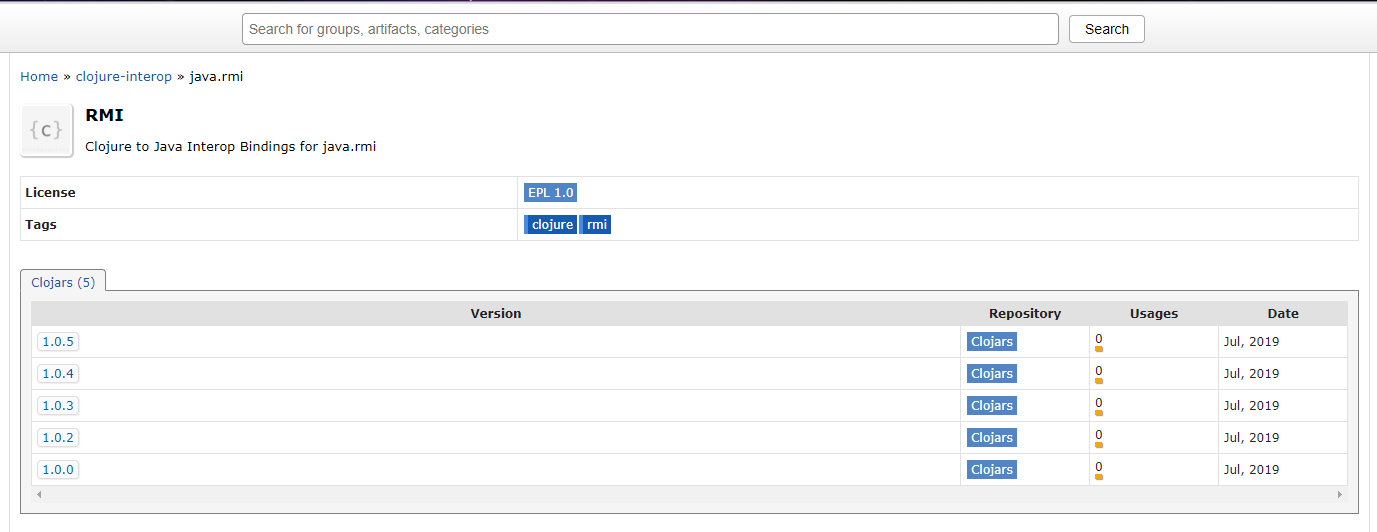 Search for groups, artifacts, categories Search
Home » clojure-interop » java.rmi
{c}
RMI
Clojure to Java Interop Bindings for java.rmi
License EPL 1.0
Tags clojure rmi
Clojars (5)
Version Repository Usages Date
1.0.5 Clojars 0 Jul, 2019
1.0.4 Clojars 0 Jul, 2019
1.0.3 Clojars 0 Jul, 2019
1.0.2 Clojars 0 Jul, 2019
1.0.0 Clojars 0 Jul, 2019